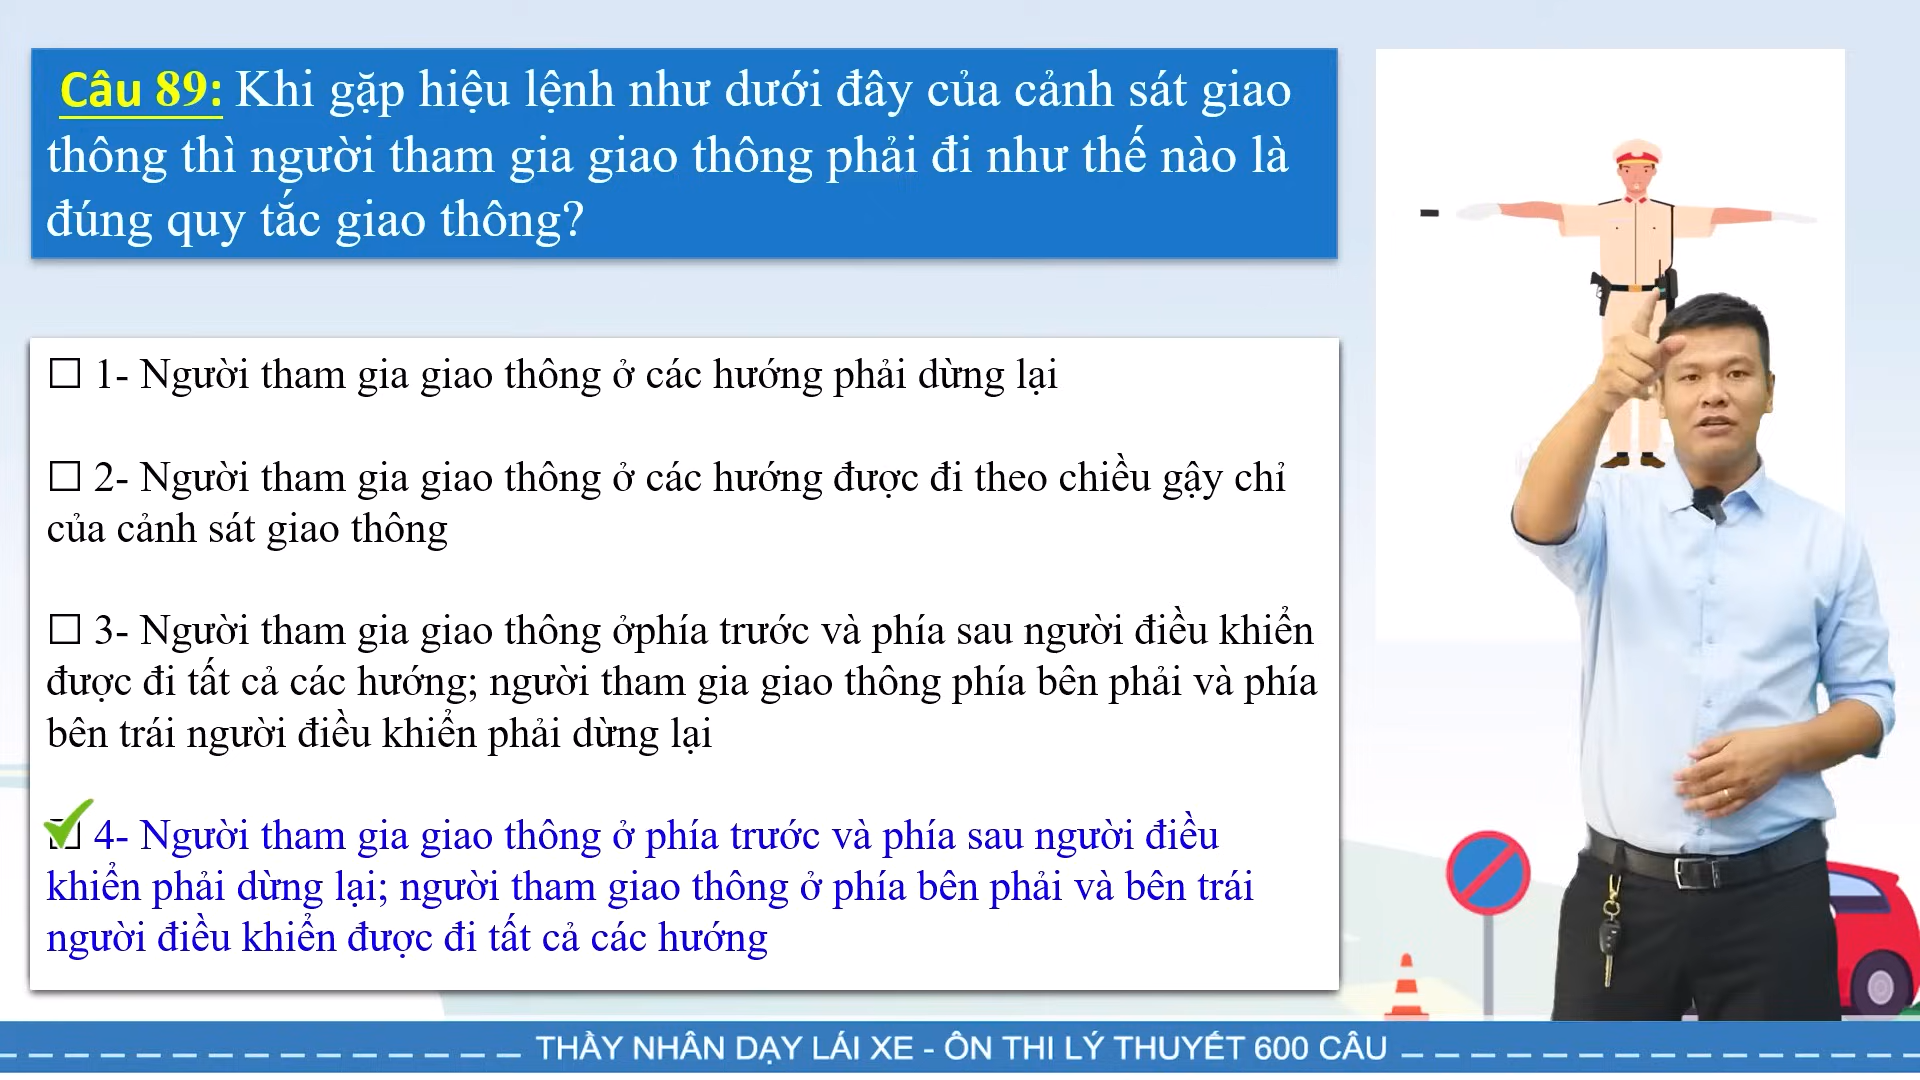 Câu 89: Khi gặp hiệu lệnh như dưới đây của cảnh sát giao
thông thì người tham gia giao thông phải đi như thế nào là
đúng quy tắc giao thông?
☐ 1- Người tham gia giao thông ở các hướng phải dừng lại
☐ 2- Người tham gia giao thông ở các hướng được đi theo chiều gậy chỉ
của cảnh sát giao thông
☐ 3- Người tham gia giao thông ởphía trước và phía sau người điều khiển
được đi tất cả các hướng; người tham gia giao thông phía bên phải và phía
bên trái người điều khiển phải dừng lại
☑ 4- Người tham gia giao thông ở phía trước và phía sau người điều
khiển phải dừng lại; người tham giao thông ở phía bên phải và bên trái
người điều khiển được đi tất cả các hướng
THẦY NHÂN DẠY LÁI XE - ÔN THI LÝ THUYẾT 600 CÂU